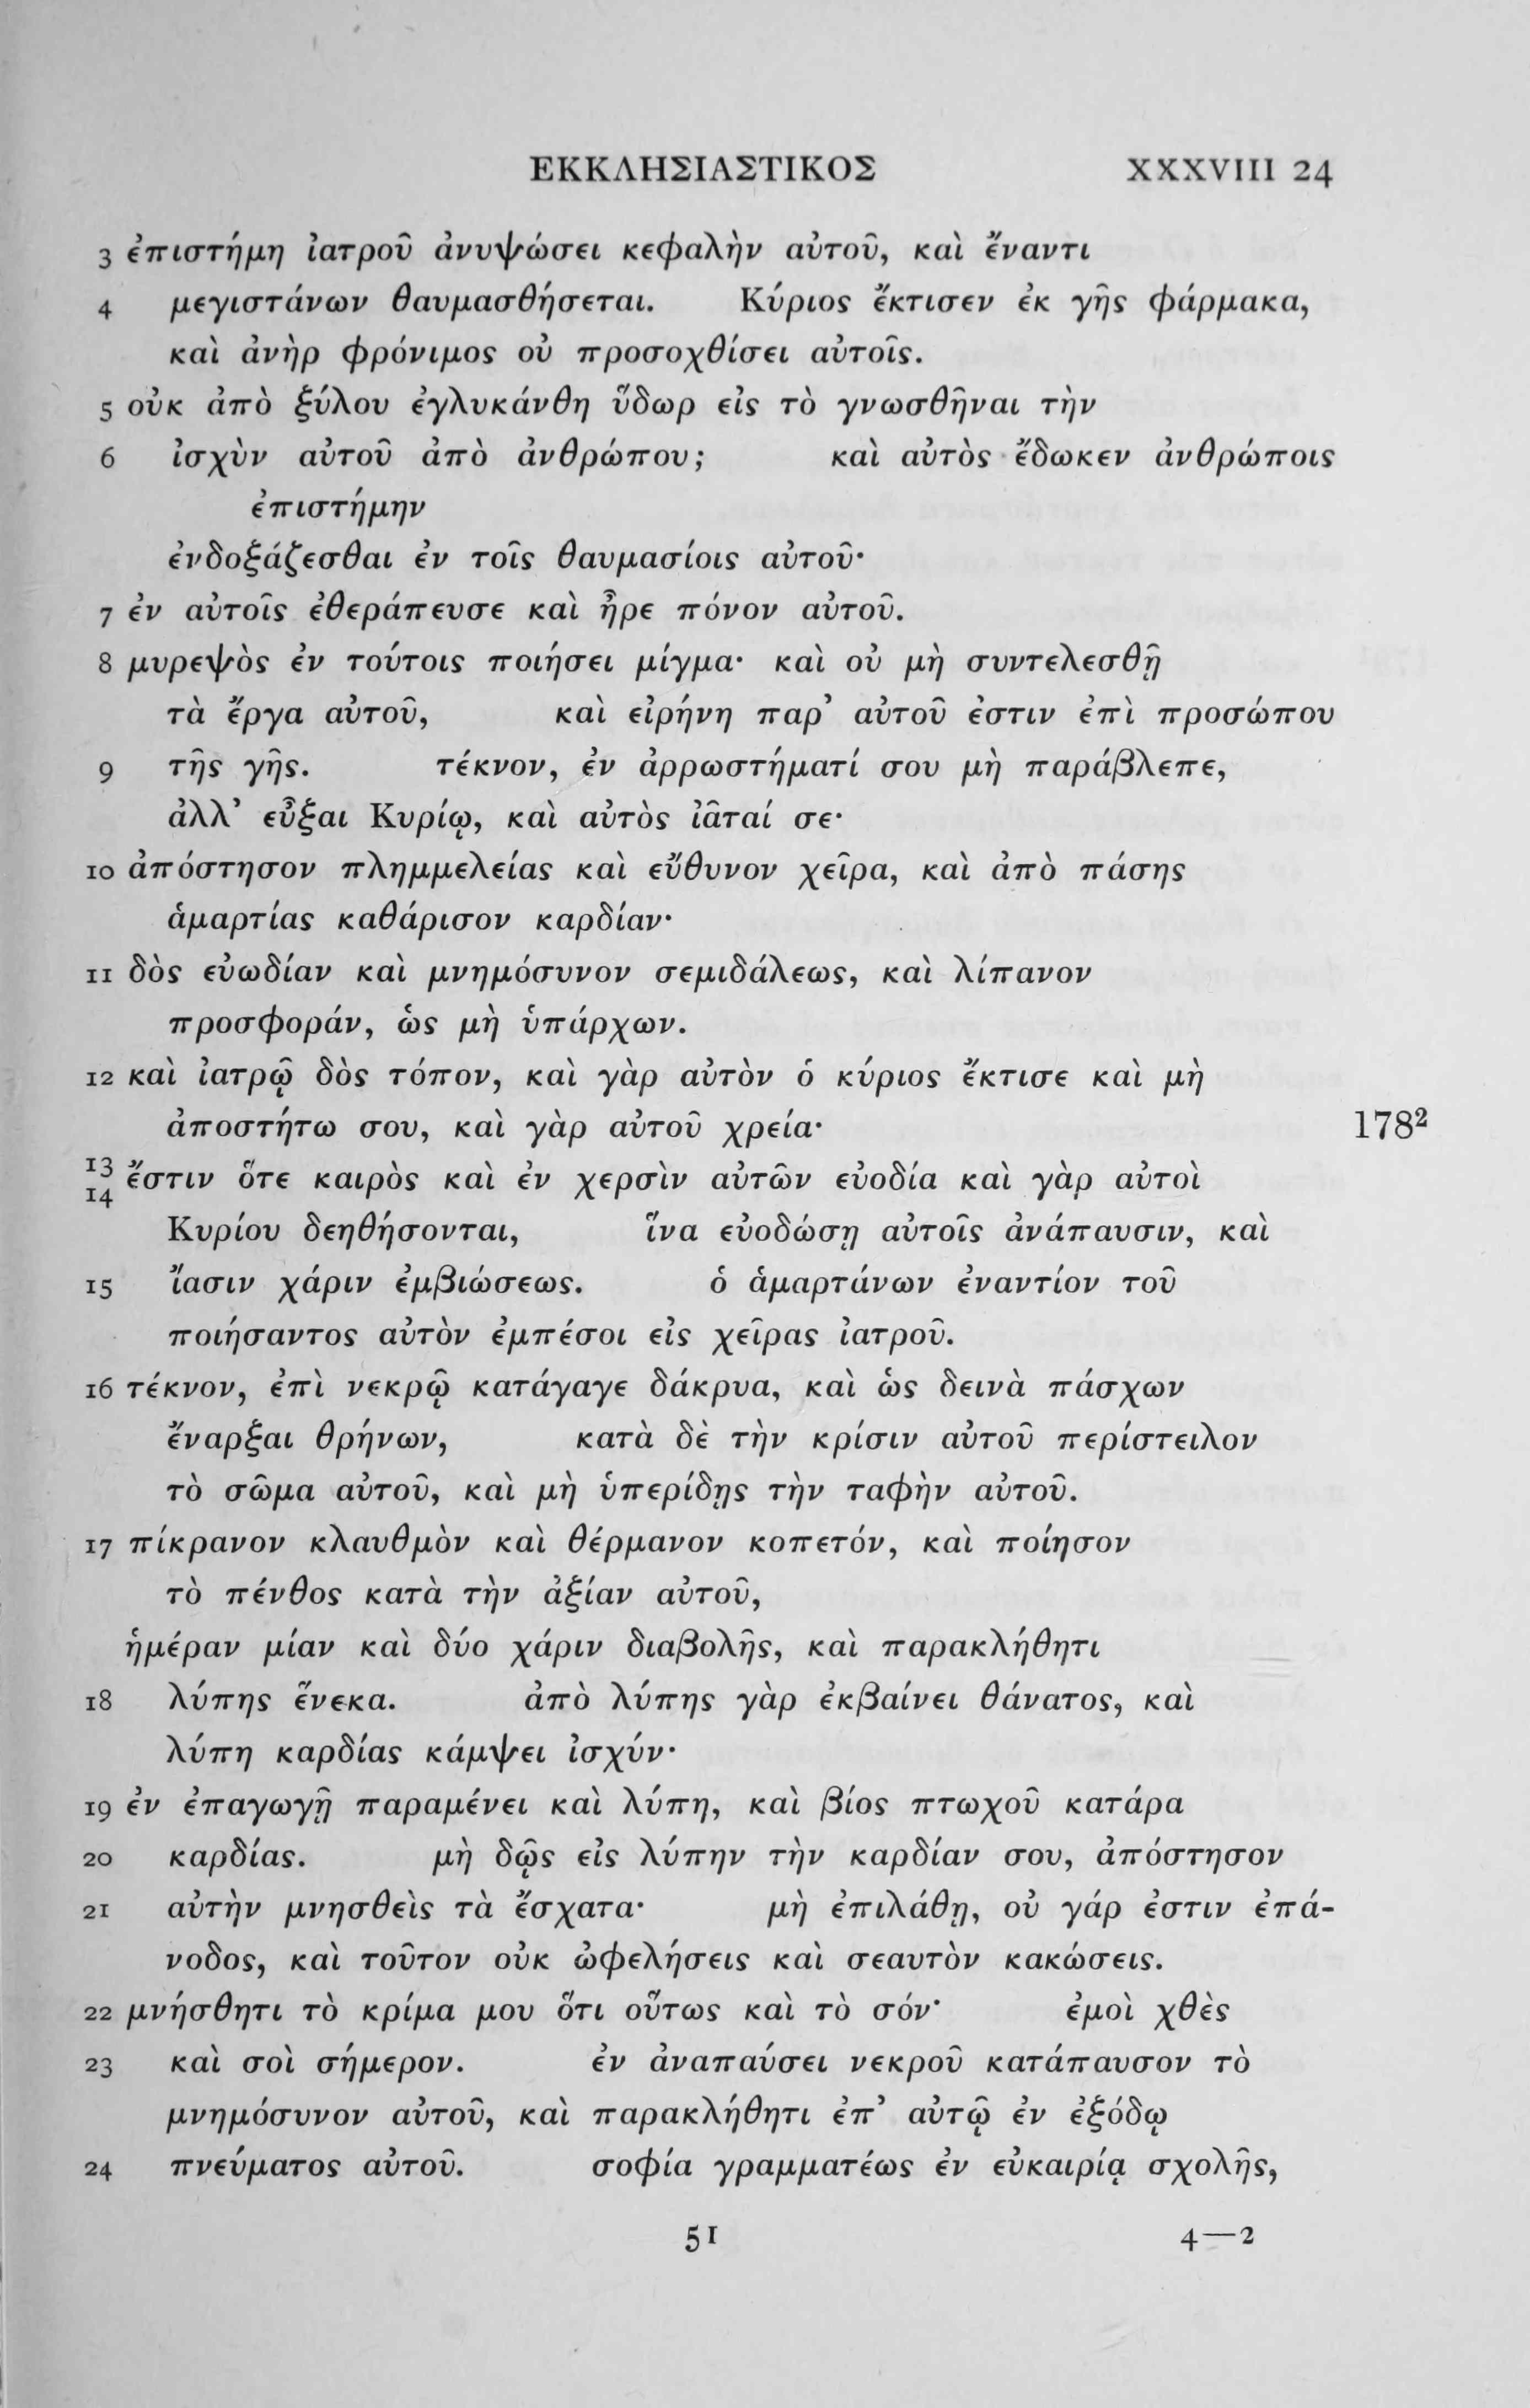 ΕΚΚΛΗΣΙΑΣΤΙΚΟΣ XXXVIII 24
3 ἐπιστήμη ἰατροῦ ἀνυψώσει κεφαλὴν αὐτοῦ, καὶ ἔναντι
4 μεγιστάνων θαυμασθήσεται. Κύριος ἔκτισεν ἐκ γῆς φάρμακα,
καὶ ἀνὴρ φρόνιμος οὐ προσοχθίσει αὐτοῖς.
5 οὐκ ἀπὸ ξύλου ἐγλυκάνθη ὕδωρ εἰς τὸ γνωσθῆναι τὴν
6 ἰσχὺν αὐτοῦ ἀπὸ ἀνθρώπου; καὶ αὐτὸς ἔδωκεν ἀνθρώποις
ἐπιστήμην
ἐνδοξάζεσθαι ἐν τοῖς θαυμασίοις αὐτοῦ·
7 ἐν αὐτοῖς ἐθεράπευσε καὶ ἦρε πόνον αὐτοῦ.
8 μυρεψὸς ἐν τούτοις ποιήσει μίγμα· καὶ οὐ μὴ συντελεσθῇ
τὰ ἔργα αὐτοῦ, καὶ εἰρήνη παρ’ αὐτοῦ ἐστιν ἐπὶ προσώπου
9 τῆς γῆς. τέκνον, ἐν ἀρρωστήματί σου μὴ παράβλεπε,
ἀλλ’ εὖξαι Κυρίῳ, καὶ αὐτὸς ἰᾶταί σε·
10 ἀπόστησον πλημμελείας καὶ εὔθυνον χεῖρα, καὶ ἀπὸ πάσης
ἁμαρτίας καθάρισον καρδίαν·
11 δὸς εὐωδίαν καὶ μνημόσυνον σεμιδάλεως, καὶ λίπανον
προσφοράν, ὡς μὴ ὑπάρχων.
12 καὶ ἰατρῷ δὸς τόπον, καὶ γὰρ αὐτὸν ὁ κύριος ἔκτισε καὶ μὴ
ἀποστήτω σου, καὶ γὰρ αὐτοῦ χρεία· 178²
13 14 ἔστιν ὅτε καιρὸς καὶ ἐν χερσὶν αὐτῶν εὐοδία καὶ γὰρ αὐτοὶ
Κυρίου δεηθήσονται, ἵνα εὐοδώσῃ αὐτοῖς ἀνάπαυσιν, καὶ
15 ἴασιν χάριν ἐμβιώσεως. ὁ ἁμαρτάνων ἐναντίον τοῦ
ποιήσαντος αὐτὸν ἐμπέσοι εἰς χεῖρας ἰατροῦ.
16 τέκνον, ἐπὶ νεκρῷ κατάγαγε δάκρυα, καὶ ὡς δεινὰ πάσχων
ἔναρξαι θρήνων, κατὰ δὲ τὴν κρίσιν αὐτοῦ περίστειλον
τὸ σῶμα αὐτοῦ, καὶ μὴ ὑπερίδῃς τὴν ταφὴν αὐτοῦ.
17 πίκρανον κλαυθμὸν καὶ θέρμανον κοπετόν, καὶ ποίησον
τὸ πένθος κατὰ τὴν ἀξίαν αὐτοῦ,
ἡμέραν μίαν καὶ δύο χάριν διαβολῆς, καὶ παρακλήθητι
18 λύπης ἕνεκα. ἀπὸ λύπης γὰρ ἐκβαίνει θάνατος, καὶ
λύπη καρδίας κάμψει ἰσχύν·
19 ἐν ἐπαγωγῇ παραμένει καὶ λύπη, καὶ βίος πτωχοῦ κατάρα
20 καρδίας. μὴ δῷς εἰς λύπην τὴν καρδίαν σου, ἀπόστησον
21 αὐτὴν μνησθεὶς τὰ ἔσχατα· μὴ ἐπιλάθῃ, οὐ γάρ ἐστιν ἐπά-
νοδος, καὶ τοῦτον οὐκ ὠφελήσεις καὶ σεαυτὸν κακώσεις.
22 μνήσθητι τὸ κρίμα μου ὅτι οὕτως καὶ τὸ σόν· ἐμοὶ χθὲς
23 καὶ σοὶ σήμερον. ἐν ἀναπαύσει νεκροῦ κατάπαυσον τὸ
μνημόσυνον αὐτοῦ, καὶ παρακλήθητι ἐπ’ αὐτῷ ἐν ἐξόδῳ
24 πνεύματος αὐτοῦ. σοφία γραμματέως ἐν εὐκαιρίᾳ σχολῆς,
51 4—2